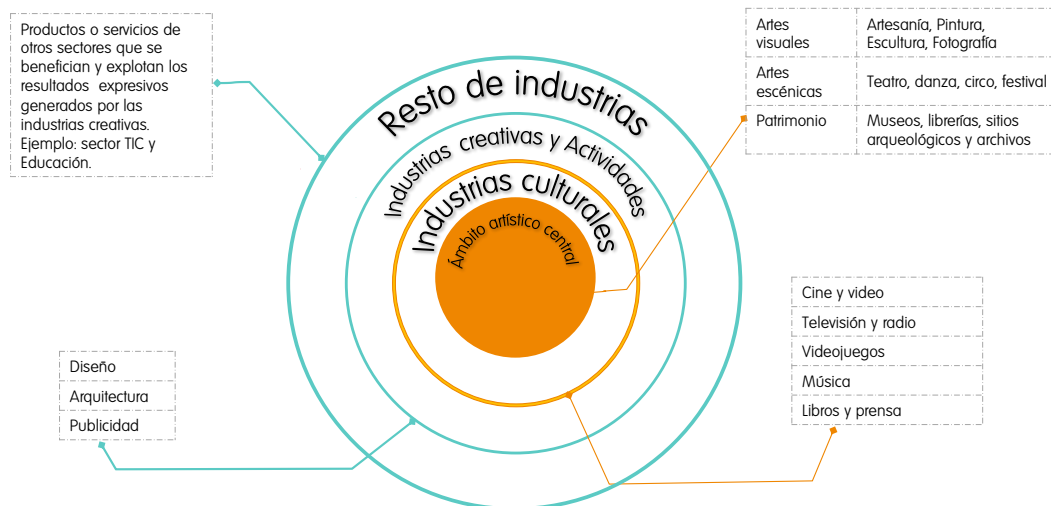 Productos o servicios de
otros sectores que se
benefician y explotan los
resultados expresivos
generados por las
industrias creativas.
Ejemplo: sector TIC y
Educación.
Artes visuales
Artesanía, Pintura,
Escultura, Fotografía
Artes escénicas
Teatro, danza, circo, festival
Patrimonio
Museos, librerías, sitios
arqueológicos y archivos
Resto de industrias
Industrias creativas y Actividades
Industrias culturales
Ámbito artístico central
Cine y video
Televisión y radio
Videojuegos
Música
Libros y prensa
Diseño
Arquitectura
Publicidad